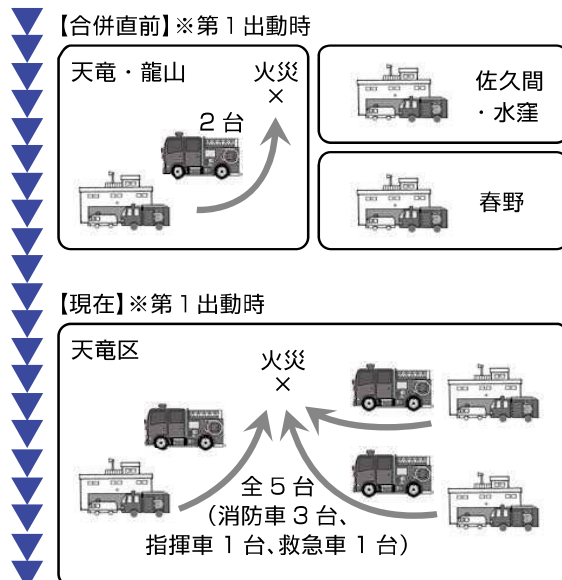 【合併直前】※第1出動時
天竜・龍山
火災
×
2台
佐久間
・水窪
春野
【現在】※第1出動時
天竜区
火災
×
全5台
（消防車3台、
指揮車1台、救急車1台）